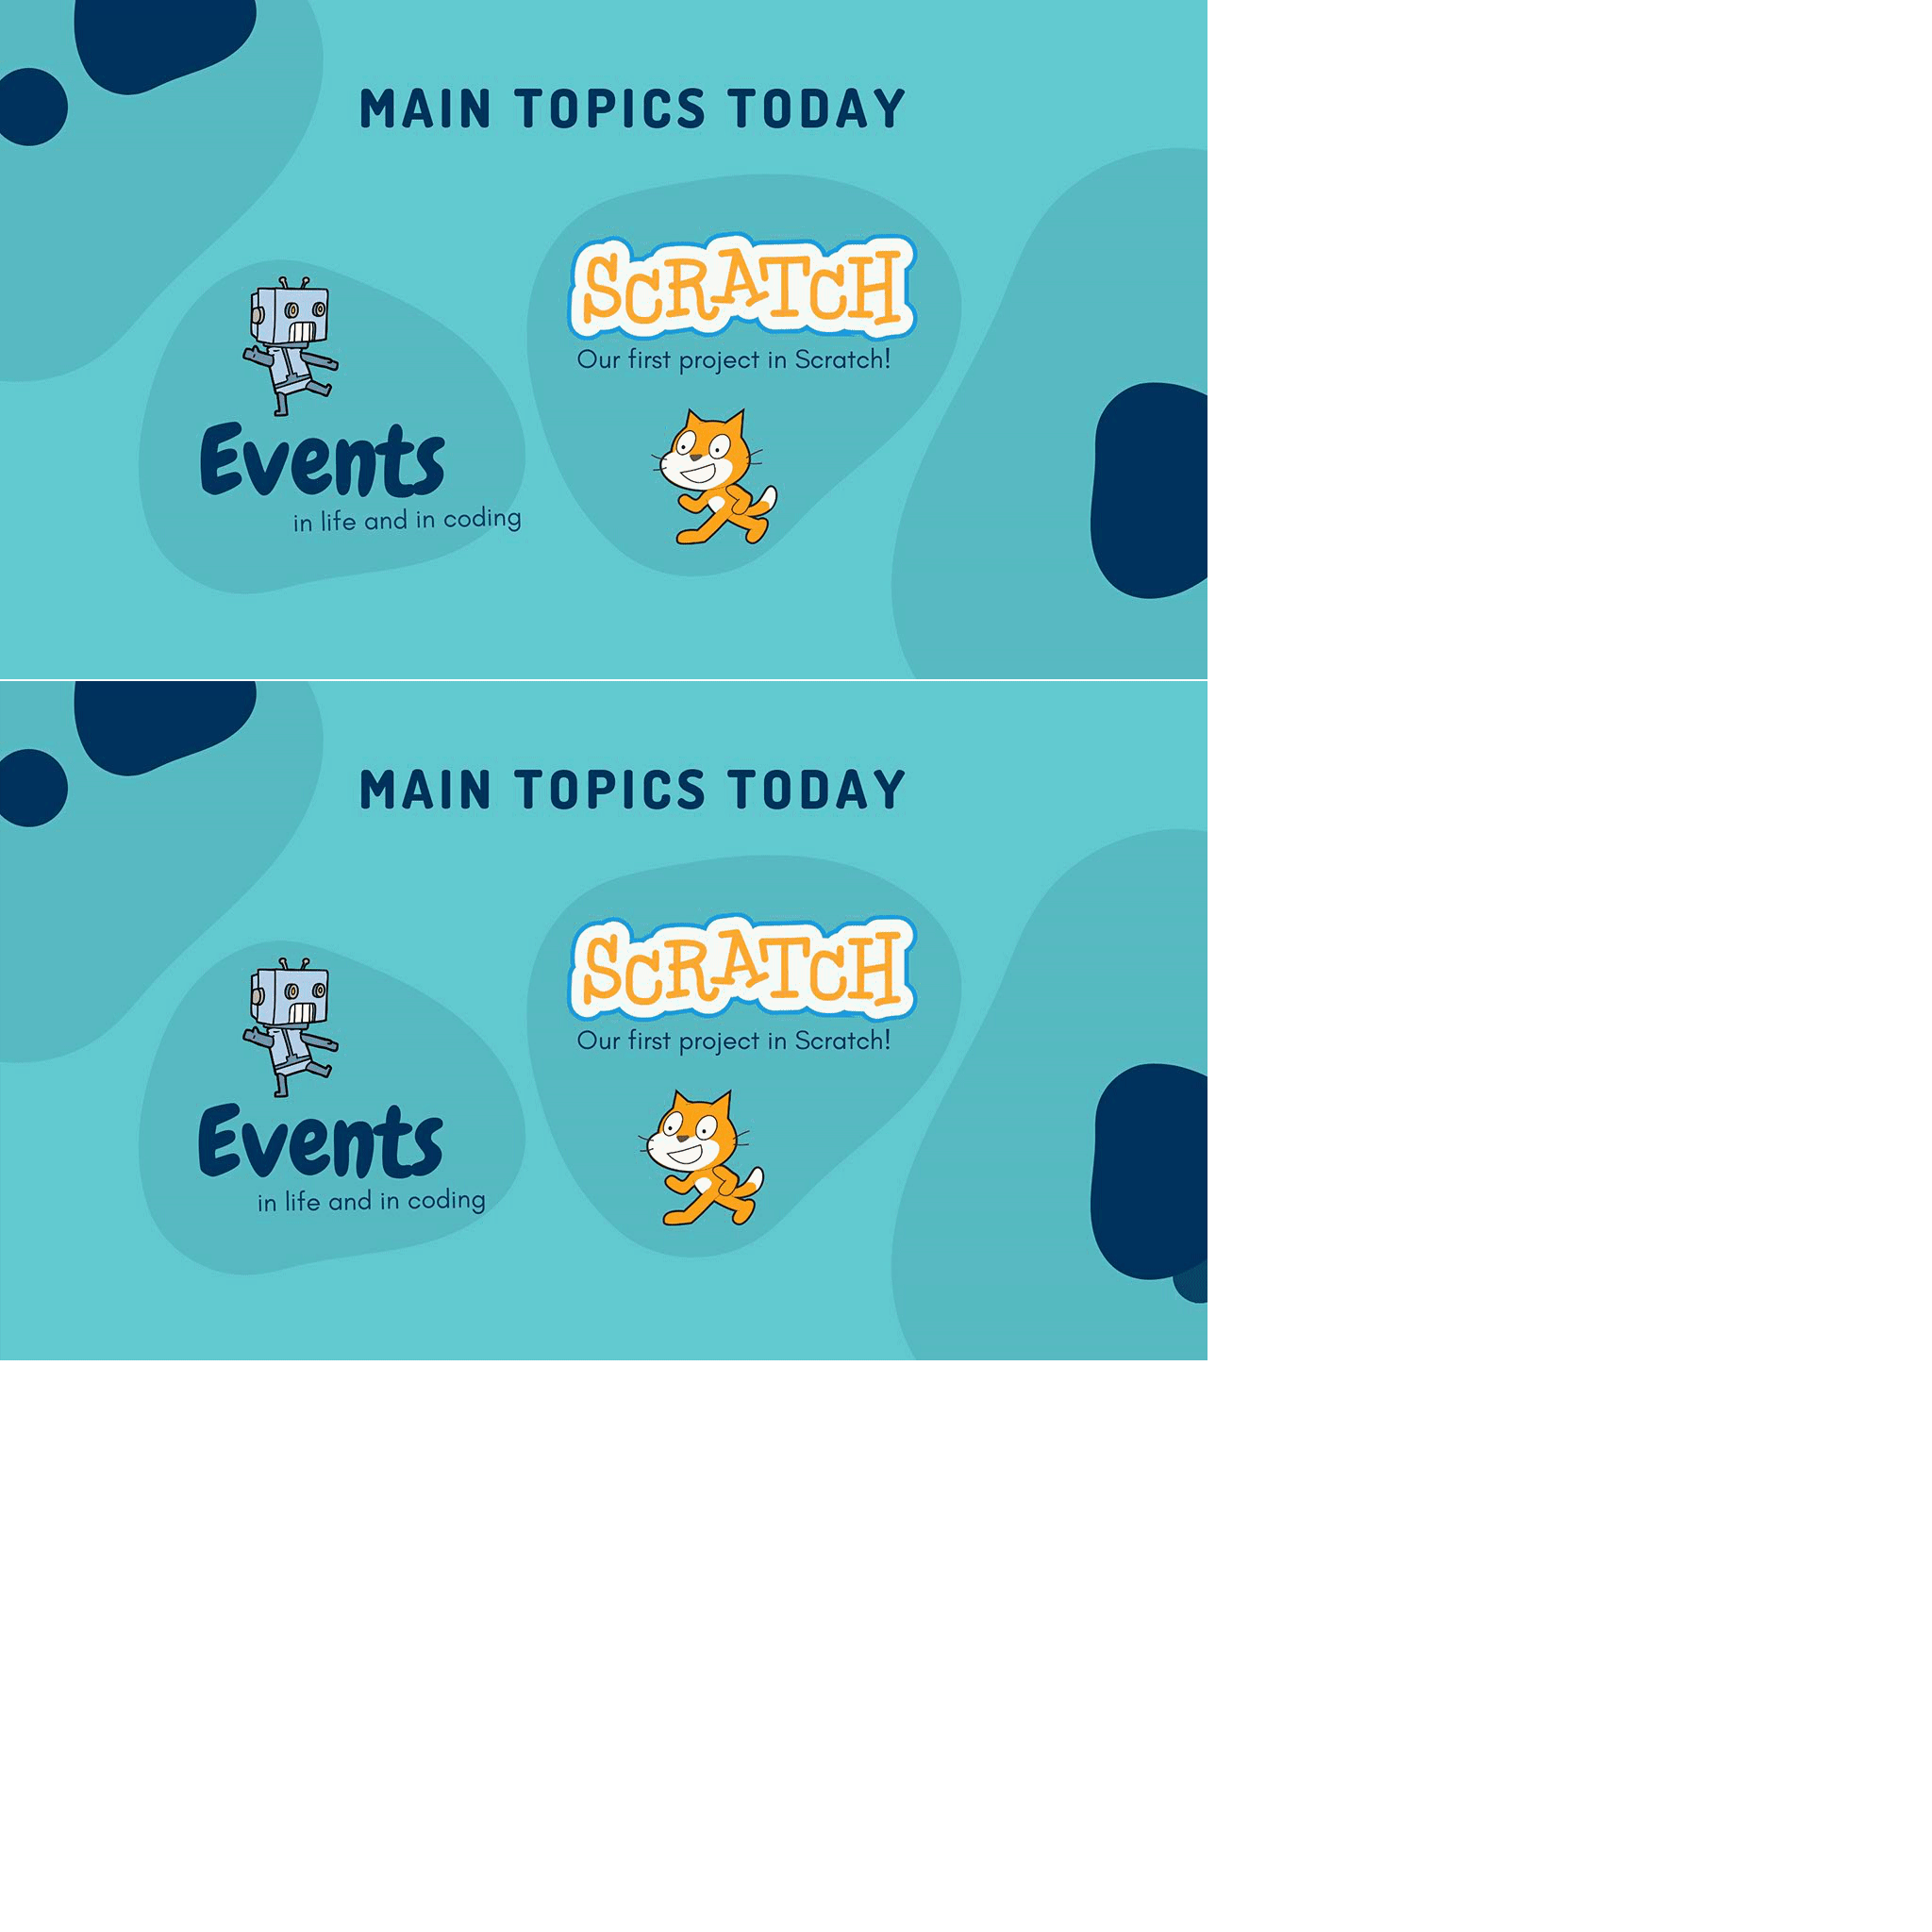 MAIN TOPICS TODAY
SCRATCH
Our first project in Scratch!
Events
in life and in coding
MAIN TOPICS TODAY
SCRATCH
Our first project in Scratch!
Events
in life and in coding